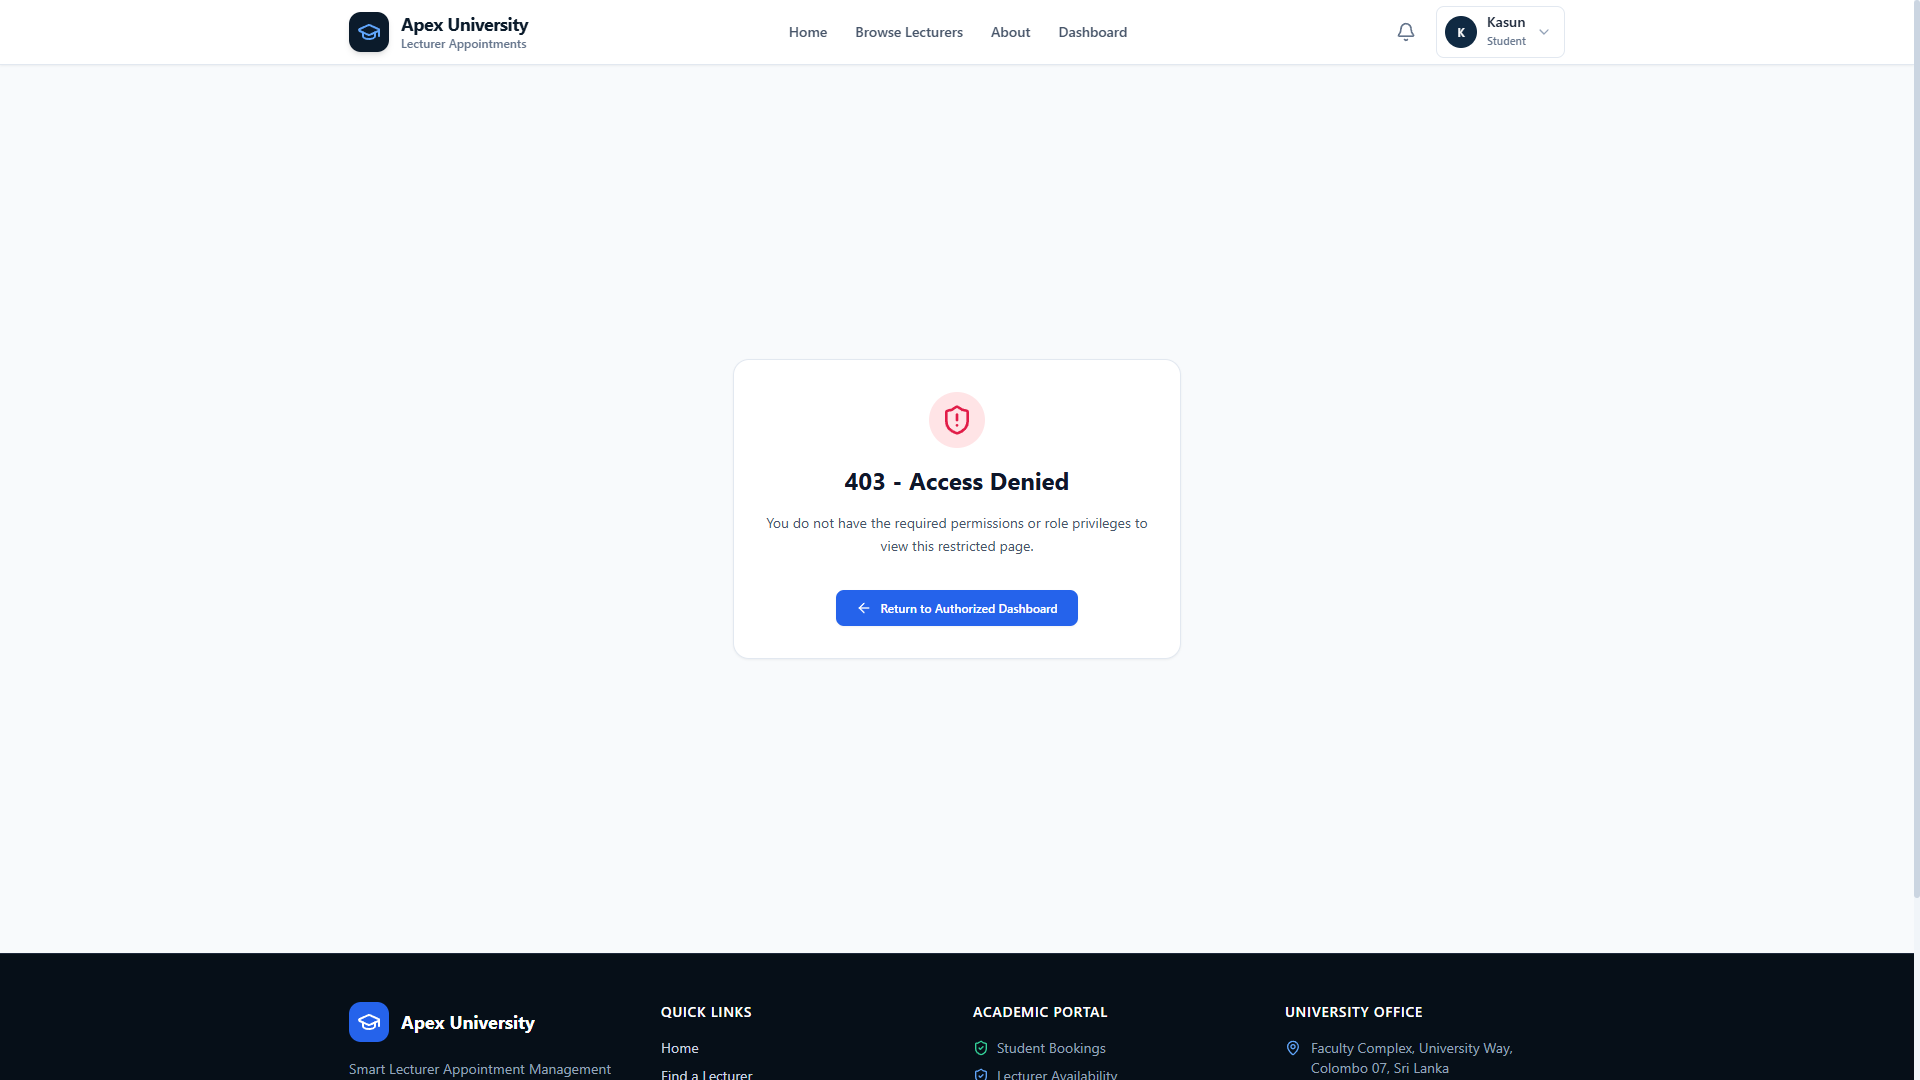 Apex University
Lecturer Appointments
Home
Browse Lecturers
About
Dashboard
K
Kasun
Student
403 - Access Denied
You do not have the required permissions or role privileges to
view this restricted page.
Return to Authorized Dashboard
Apex University
Smart Lecturer Appointment Management
QUICK LINKS
Home
Find a Lecturer
ACADEMIC PORTAL
Student Bookings
Lecturer Availability
UNIVERSITY OFFICE
Faculty Complex, University Way,
Colombo 07, Sri Lanka